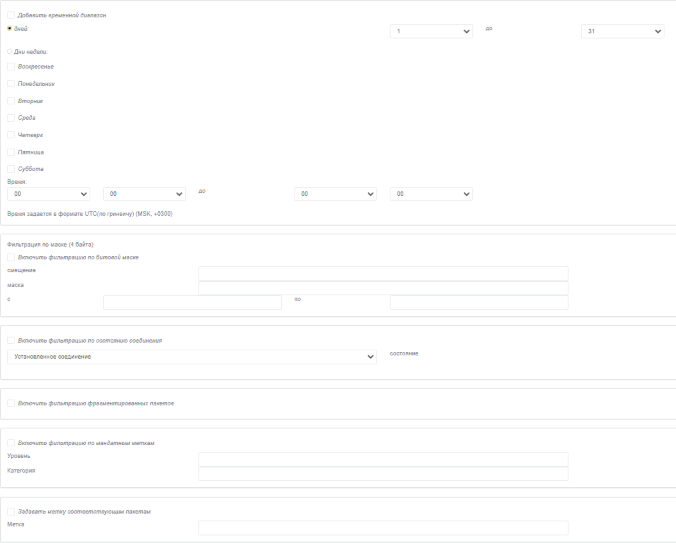 Добавить временной диапазон
дней: 1 до 31
Дни недели:
Воскресенье
Понедельник
Вторник
Среда
Четверг
Пятница
Суббота
Время:
00 00 до 00 00
Время задается в формате UTC(по гринвичу) (MSK, +0300)
Фильтрация по маске (4 байта)
Включить фильтрацию по битовой маске
смещение
маска
с по
Включить фильтрацию по состоянию соединения
Установленное соединение состояние
Включить фильтрацию фрагментированных пакетов
Включить фильтрацию по мандатным меткам
Уровень
Категория
Задавать метку соответствующим пакетам
Метка